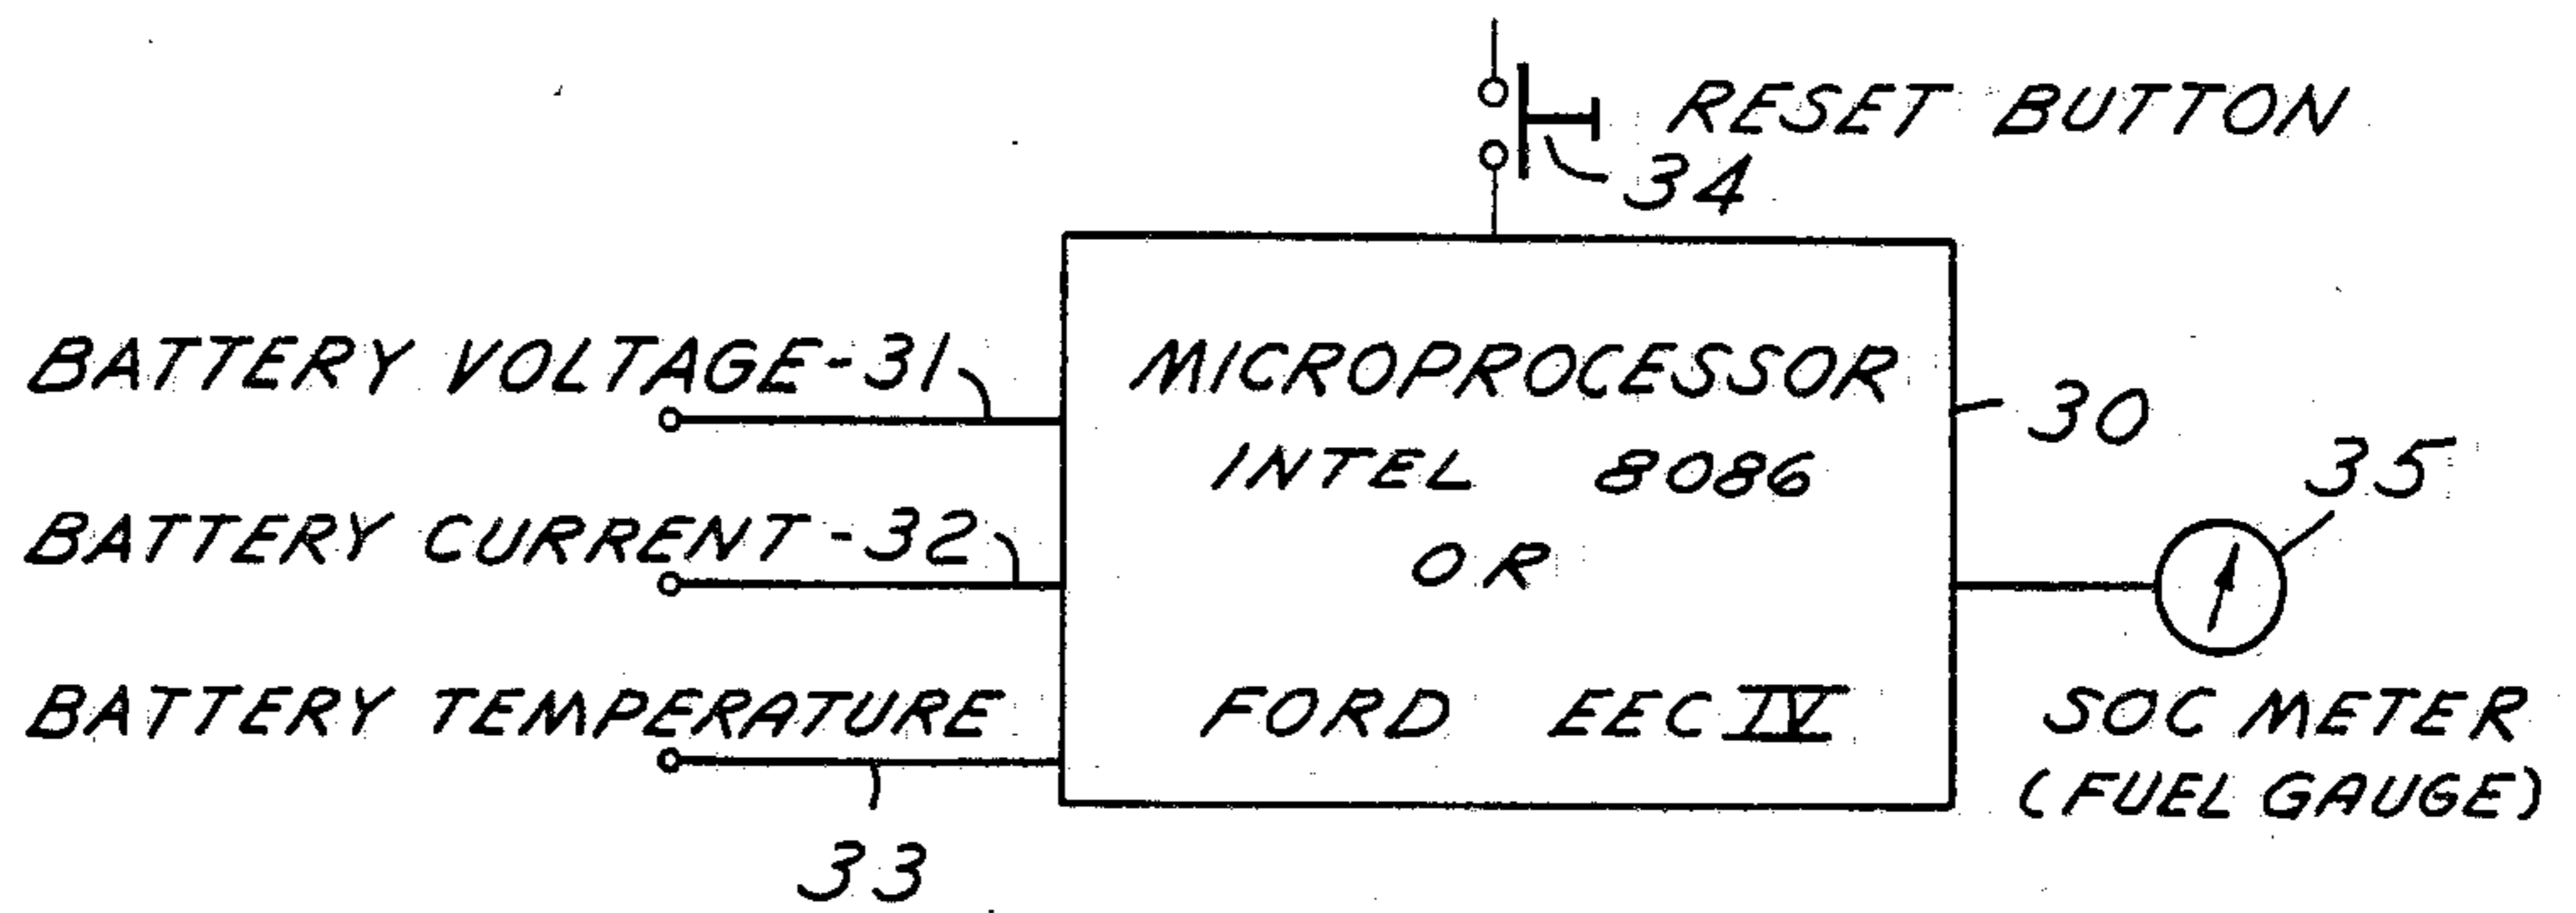 RESET BUTTON
34
BATTERY VOLTAGE-31
MICROPROCESSOR
INTEL 8086
OR
FORD EEC IV
30
35
BATTERY CURRENT-32
BATTERY TEMPERATURE
33
SOC METER
(FUEL GAUGE)